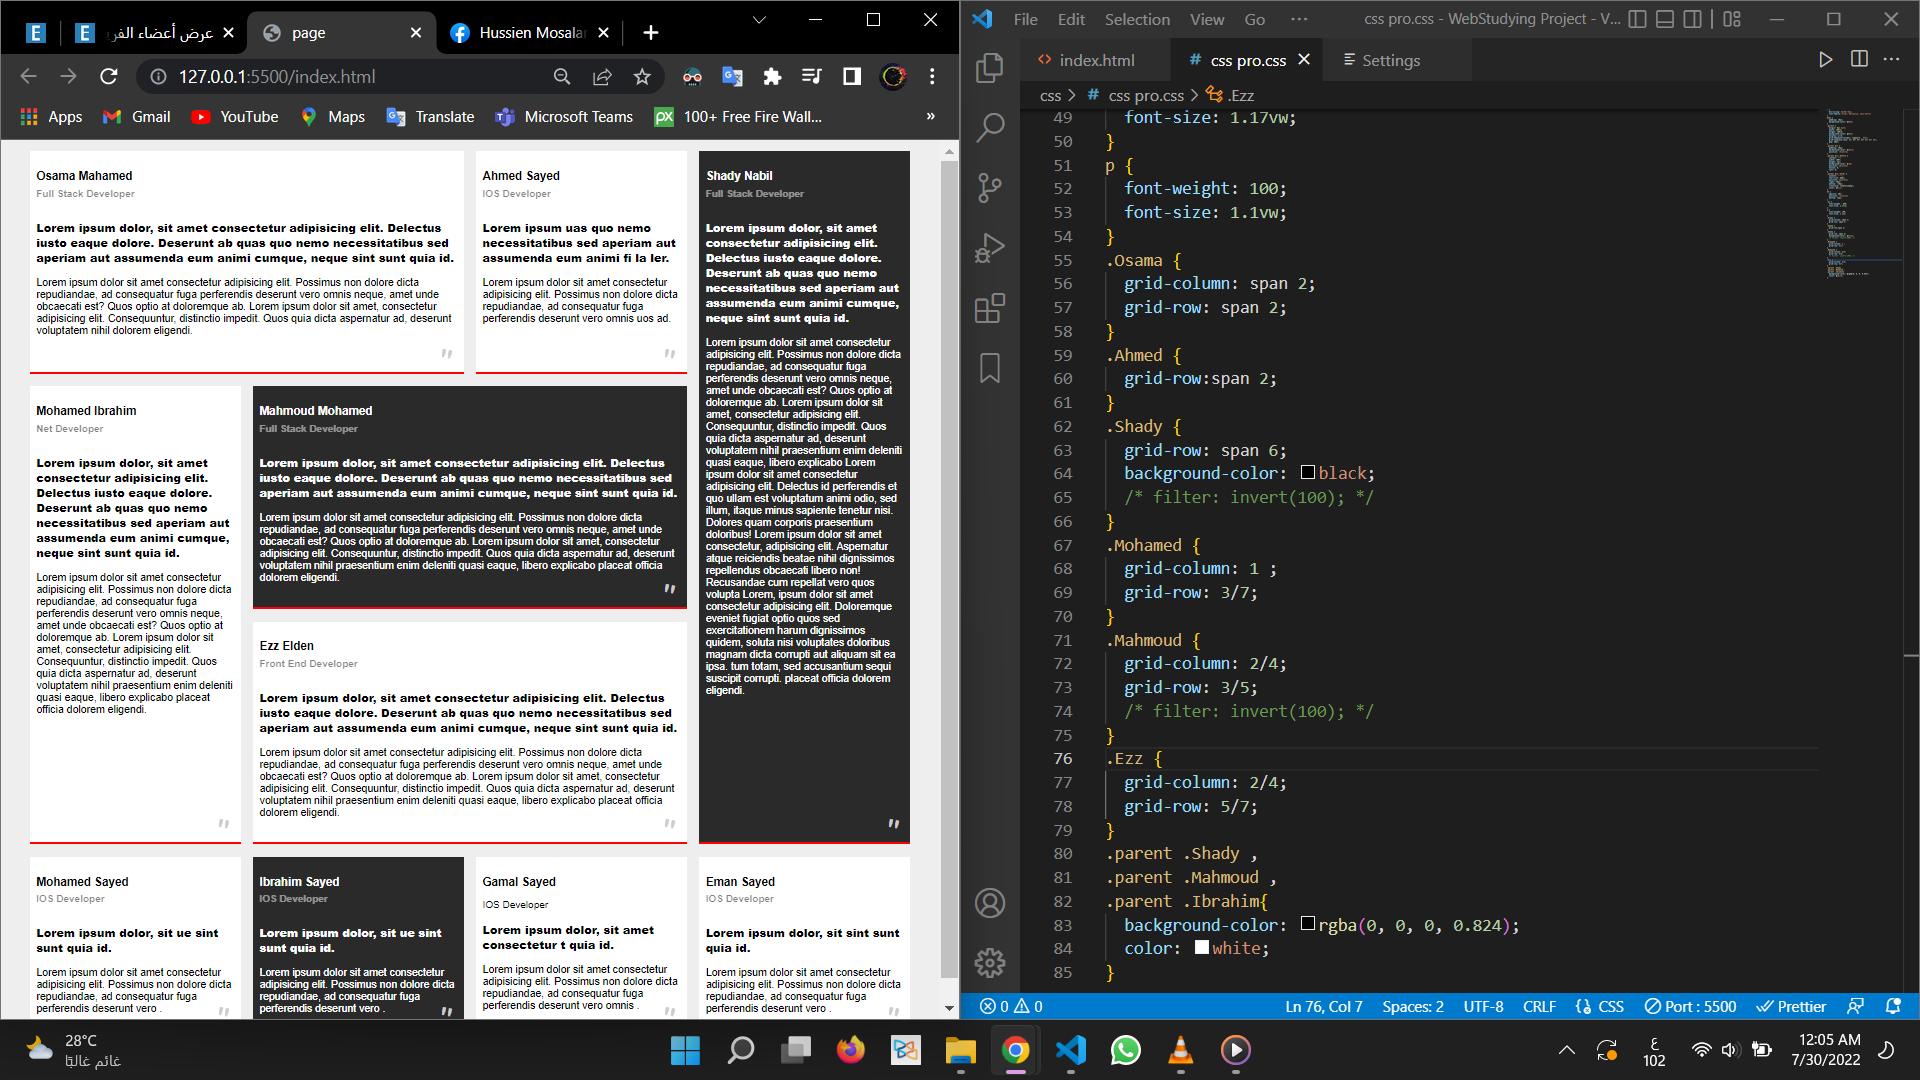 عرض أعضاء الفر
page
Hussien Mosala
127.0.0.1:5500/index.html
Apps
Gmail
YouTube
Maps
Translate
Microsoft Teams
100+ Free Fire Wall...
»
Osama Mahamed
Full Stack Developer
Lorem ipsum dolor, sit amet consectetur adipisicing elit. Delectus
iusto eaque dolore. Deserunt ab quas quo nemo necessitatibus sed
aperiam aut assumenda eum animi cumque, neque sint sunt quia id.
Lorem ipsum dolor sit amet consectetur adipisicing elit. Possimus non dolore dicta
repudiandae, ad consequatur fuga perferendis deserunt vero omnis neque, amet unde
obcaecati est? Quos optio at doloremque ab. Lorem ipsum dolor sit amet, consectetur
adipisicing elit. Consequuntur, distinctio impedit. Quos quia dicta aspernatur ad, deserunt
voluptatem nihil dolorem eligendi.
"
Ahmed Sayed
IOS Developer
Lorem ipsum uas quo nemo
necessitatibus sed aperiam aut
assumenda eum animi fi la ler.
Lorem ipsum dolor sit amet consectetur
adipisicing elit. Possimus non dolore dicta
repudiandae, ad consequatur fuga
perferendis deserunt vero omnis uos ad.
"
Shady Nabil
Full Stack Developer
Lorem ipsum dolor, sit amet
consectetur adipisicing elit.
Delectus iusto eaque dolore.
Deserunt ab quas quo nemo
necessitatibus sed aperiam aut
assumenda eum animi cumque,
neque sint sunt quia id.
Lorem ipsum dolor sit amet consectetur
adipisicing elit. Possimus non dolore dicta
repudiandae, ad consequatur fuga
perferendis deserunt vero omnis neque,
amet unde obcaecati est? Quos optio at
doloremque ab. Lorem ipsum dolor sit
amet, consectetur adipisicing elit.
Consequuntur, distinctio impedit. Quos
quia dicta aspernatur ad, deserunt
voluptatem nihil praesentium enim deleniti
quasi eaque, libero explicabo Lorem
ipsum dolor sit amet consectetur
adipisicing elit. Delectus id perferendis et
quo ullam est voluptatum animi odio, sed
illum, itaque minus sapiente tenetur nisi.
Dolores quam corporis praesentium
doloribus! Lorem ipsum dolor sit amet
consectetur, adipisicing elit. Aspernatur
atque reiciendis beatae nihil dignissimos
repellendus obcaecati libero non!
Recusandae cum repellat vero quos
volupta Lorem, ipsum dolor sit amet
consectetur adipisicing elit. Doloremque
eveniet fugiat optio quos sed
exercitationem harum dignissimos
quidem, soluta nisi voluptates doloribus
magnam dicta corrupti aut aliquam sit ea
ipsa. tum totam, sed accusantium sequi
suscipit corrupti. placeat officia dolorem
eligendi.
"
Mohamed Ibrahim
Net Developer
Lorem ipsum dolor, sit amet
consectetur adipisicing elit.
Delectus iusto eaque dolore.
Deserunt ab quas quo nemo
necessitatibus sed aperiam aut
assumenda eum animi cumque,
neque sint sunt quia id.
Lorem ipsum dolor sit amet consectetur
adipisicing elit. Possimus non dolore dicta
repudiandae, ad consequatur fuga
perferendis deserunt vero omnis neque,
amet unde obcaecati est? Quos optio at
doloremque ab. Lorem ipsum dolor sit
amet, consectetur adipisicing elit.
Consequuntur, distinctio impedit. Quos
quia dicta aspernatur ad, deserunt
voluptatem nihil praesentium enim deleniti
quasi eaque, libero explicabo placeat
officia dolorem eligendi.
"
Mahmoud Mohamed
Full Stack Developer
Lorem ipsum dolor, sit amet consectetur adipisicing elit. Delectus
iusto eaque dolore. Deserunt ab quas quo nemo necessitatibus sed
aperiam aut assumenda eum animi cumque, neque sint sunt quia id.
Lorem ipsum dolor sit amet consectetur adipisicing elit. Possimus non dolore dicta
repudiandae, ad consequatur fuga perferendis deserunt vero omnis neque, amet unde
obcaecati est? Quos optio at doloremque ab. Lorem ipsum dolor sit amet, consectetur
adipisicing elit. Consequuntur, distinctio impedit. Quos quia dicta aspernatur ad, deserunt
voluptatem nihil praesentium enim deleniti quasi eaque, libero explicabo placeat officia
dolorem eligendi.
"
Ezz Elden
Front End Developer
Lorem ipsum dolor, sit amet consectetur adipisicing elit. Delectus
iusto eaque dolore. Deserunt ab quas quo nemo necessitatibus sed
aperiam aut assumenda eum animi cumque, neque sint sunt quia id.
Lorem ipsum dolor sit amet consectetur adipisicing elit. Possimus non dolore dicta
repudiandae, ad consequatur fuga perferendis deserunt vero omnis neque, amet unde
obcaecati est? Quos optio at doloremque ab. Lorem ipsum dolor sit amet, consectetur
adipisicing elit. Consequuntur, distinctio impedit. Quos quia dicta aspernatur ad, deserunt
voluptatem nihil praesentium enim deleniti quasi eaque, libero explicabo placeat officia
dolorem eligendi.
"
Mohamed Sayed
IOS Developer
Lorem ipsum dolor, sit ue sint
sunt quia id.
Lorem ipsum dolor sit amet consectetur
adipisicing elit. Possimus non dolore dicta
repudiandae, ad consequatur fuga
perferendis deserunt vero .
"
Ibrahim Sayed
IOS Developer
Lorem ipsum dolor, sit ue sint
sunt quia id.
Lorem ipsum dolor sit amet consectetur
adipisicing elit. Possimus non dolore dicta
repudiandae, ad consequatur fuga
perferendis deserunt vero .
"
Gamal Sayed
IOS Developer
Lorem ipsum dolor, sit amet
consectetur t quia id.
Lorem ipsum dolor sit amet consectetur
adipisicing elit. Possimus non dolore dicta
repudiandae, ad consequatur fuga
perferendis deserunt vero omnis .
"
Eman Sayed
IOS Developer
Lorem ipsum dolor, sit sint sunt
quia id.
Lorem ipsum dolor sit amet consectetur
adipisicing elit. Possimus non dolore dicta
repudiandae, ad consequatur fuga
perferendis deserunt vero .
"
File Edit Selection View Go ···
css pro.css - WebStudying Project - V...
index.html
# css pro.css
Settings
css > # css pro.css > .Ezz
49 font-size: 1.17vw;
50 }
51 p {
52 font-weight: 100;
53 font-size: 1.1vw;
54 }
55 .Osama {
56 grid-column: span 2;
57 grid-row: span 2;
58 }
59 .Ahmed {
60 grid-row:span 2;
61 }
62 .Shady {
63 grid-row: span 6;
64 background-color: black;
65 /* filter: invert(100); */
66 }
67 .Mohamed {
68 grid-column: 1 ;
69 grid-row: 3/7;
70 }
71 .Mahmoud {
72 grid-column: 2/4;
73 grid-row: 3/5;
74 /* filter: invert(100); */
75 }
76 .Ezz {
77 grid-column: 2/4;
78 grid-row: 5/7;
79 }
80 .parent .Shady ,
81 .parent .Mahmoud ,
82 .parent .Ibrahim{
83 background-color: rgba(0, 0, 0, 0.824);
84 color: white;
85 }
0 0
Ln 76, Col 7
Spaces: 2
UTF-8
CRLF
CSS
Port : 5500
Prettier
28°C
غائم غالبًا
ع
102
12:05 AM
7/30/2022